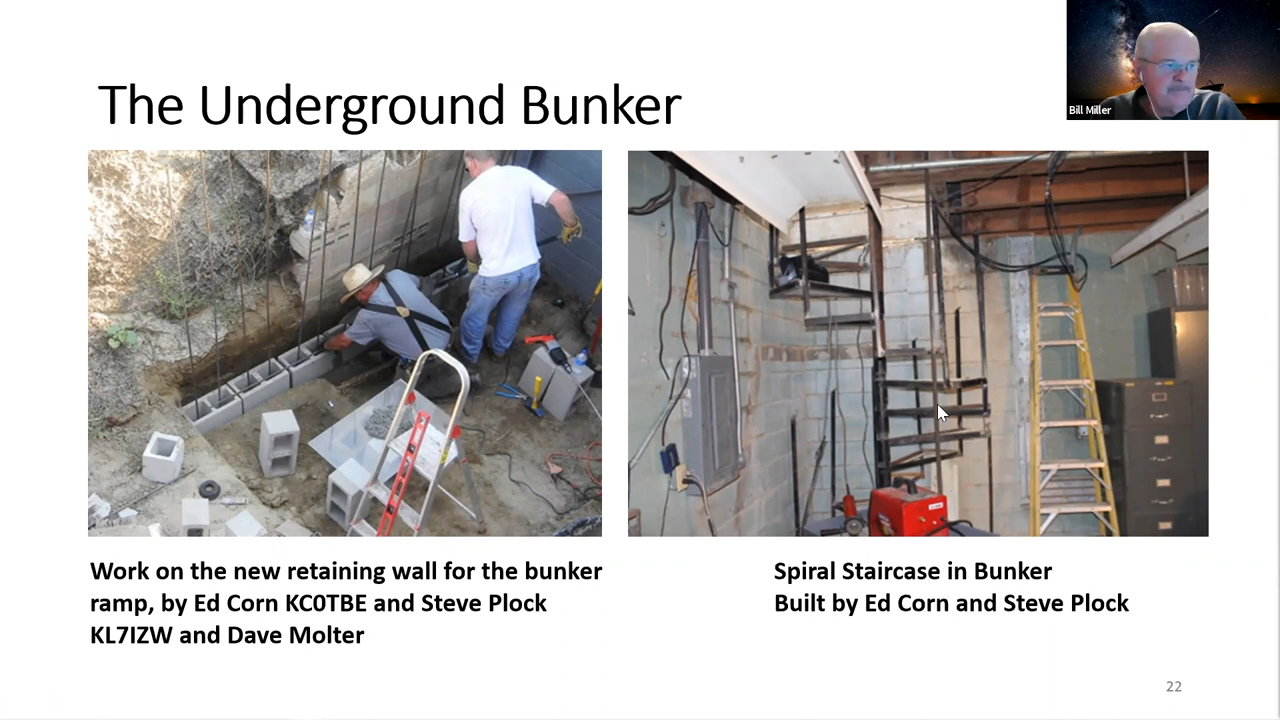 The Underground Bunker
Bill Miller
Work on the new retaining wall for the bunker
ramp, by Ed Corn KC0TBE and Steve Plock
KL7IZW and Dave Molter
Spiral Staircase in Bunker
Built by Ed Corn and Steve Plock
22